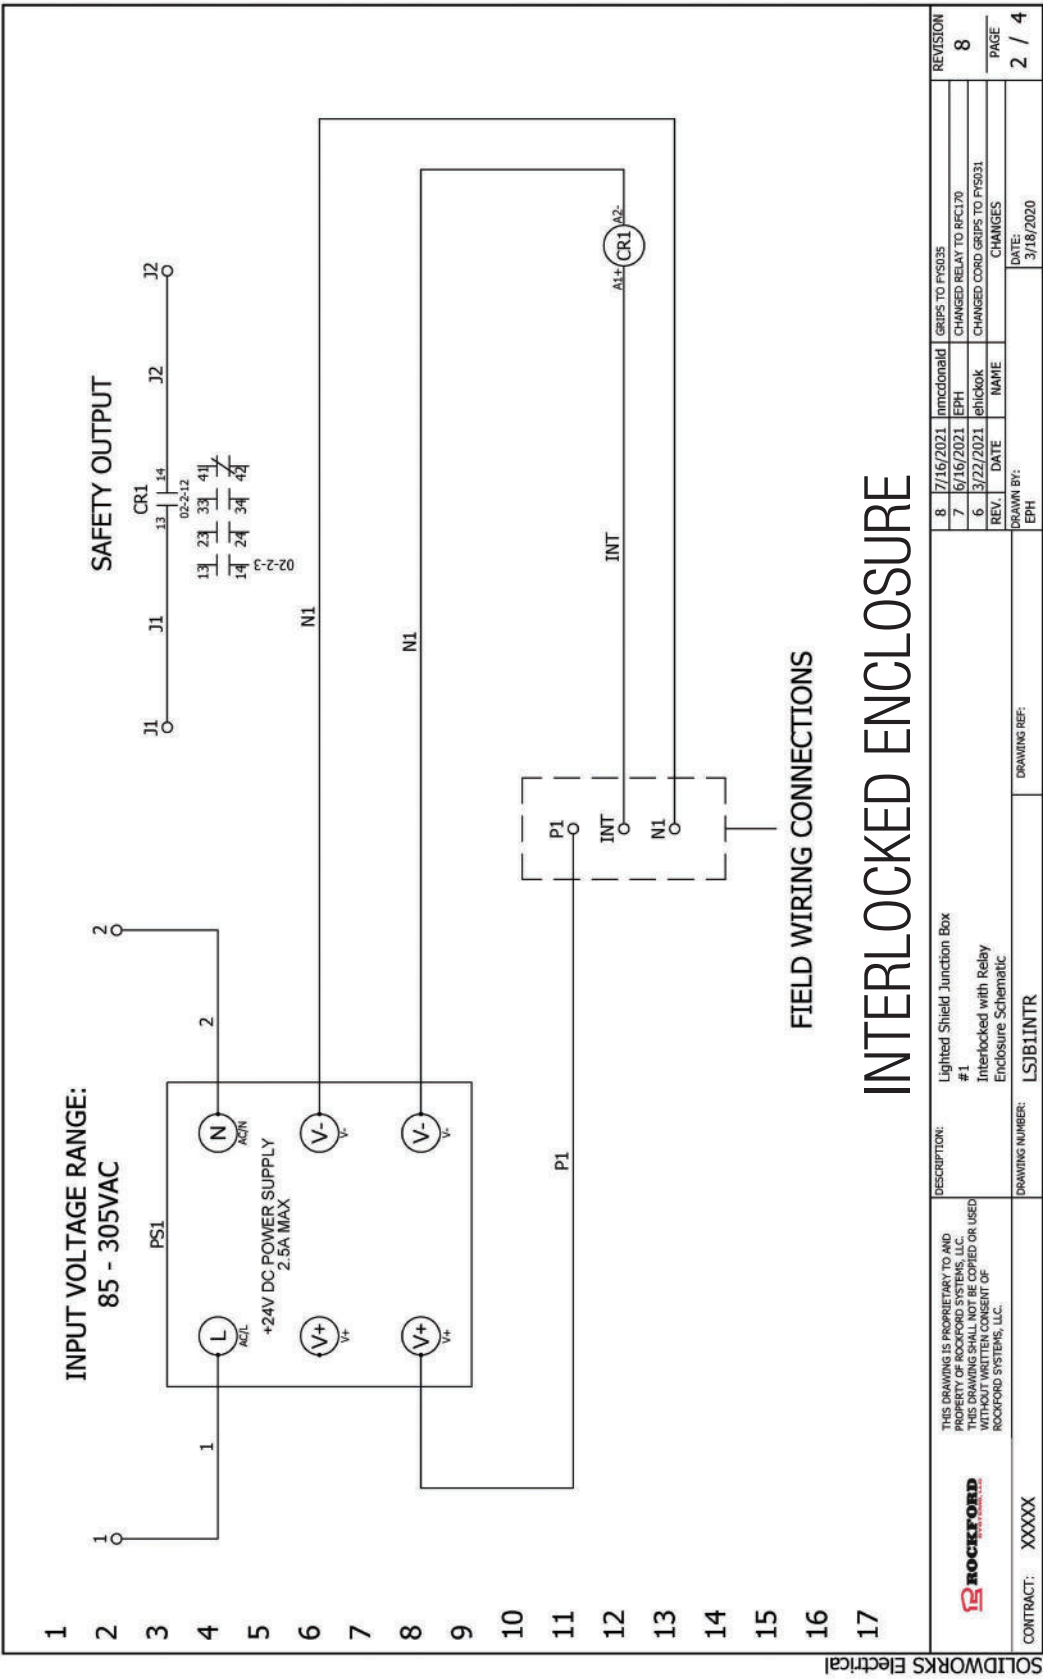 INPUT VOLTAGE RANGE:
85 - 305VAC
SAFETY OUTPUT
1
2
3
4
5
6
7
8
9
10
11
12
13
14
15
16
17
1
1
2
2
PS1
L
AC/L
N
AC/N
+24V DC POWER SUPPLY
2.5A MAX
V+
V+
V-
V-
V+
V+
V-
V-
J1
J1
CR1
13
14
02-2-12
J2
J2
13
23
33
41
14
24
34
42
02-2-3
N1
N1
P1
P1
INT
N1
INT
A1+
CR1
A2-
FIELD WIRING CONNECTIONS
INTERLOCKED ENCLOSURE
ROCKFORD
SYSTEMS, LLC
THIS DRAWING IS PROPRIETARY TO AND
PROPERTY OF ROCKFORD SYSTEMS, LLC.
THIS DRAWING SHALL NOT BE COPIED OR USED
WITHOUT WRITTEN CONSENT OF
ROCKFORD SYSTEMS, LLC.
CONTRACT: XXXXX
DESCRIPTION:
Lighted Shield Junction Box
#1
Interlocked with Relay
Enclosure Schematic
DRAWING NUMBER: LSJB1INTR
DRAWING REF:
8 7/16/2021 nmcdonald GRIPS TO FYS035
7 6/16/2021 EPH CHANGED RELAY TO RFC170
6 3/22/2021 ehickok CHANGED CORD GRIPS TO FYS031
REV. DATE NAME CHANGES
DRAWN BY:
EPH
DATE:
3/18/2020
REVISION
8
PAGE
2 / 4
SOLIDWORKS Electrical